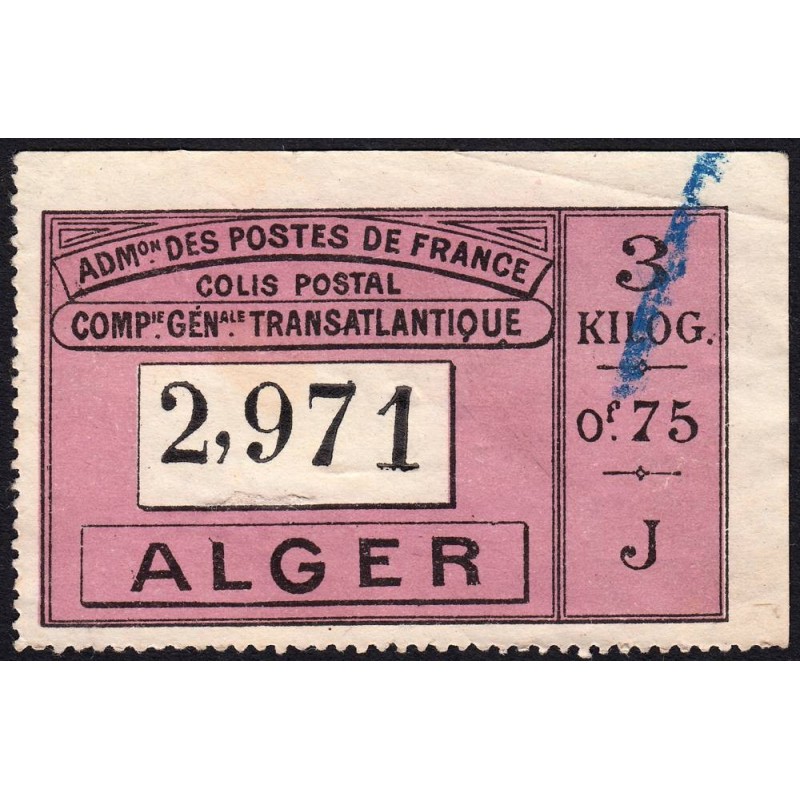 ADMon. DES POSTES DE FRANCE
COLIS POSTAL
COMPIE. GÉNALE. TRANSATLANTIQUE
2,971
ALGER
3
KILOG.
0f.75
J